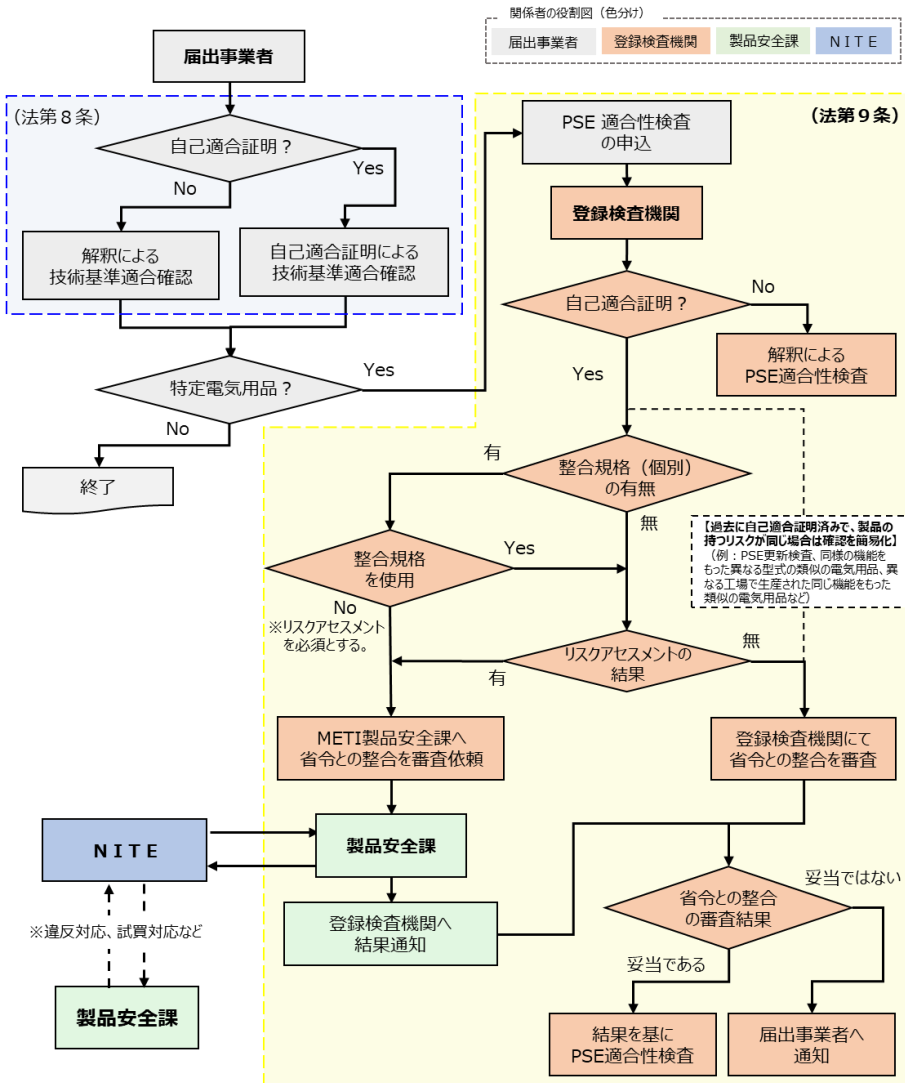 関係者の役割図（色分け）
届出事業者
登録検査機関
製品安全課
ＮＩＴＥ
届出事業者
(法第８条)
自己適合証明？
No
Yes
解釈による
技術基準適合確認
自己適合証明による
技術基準適合確認
特定電気用品？
Yes
No
終了
(法第９条)
PSE 適合性検査
の申込
登録検査機関
自己適合証明？
No
Yes
解釈による
PSE適合性検査
整合規格（個別）
の有無
有
無
【過去に自己適合証明済みで、製品の
持つリスクが同じ場合は確認を簡易化】
（例：PSE更新検査、同様の機能を
もった異なる型式の類似の電気用品、異
なる工場で生産された同じ機能をもった
類似の電気用品など）
整合規格
を使用
Yes
No
※リスクアセスメント
を必須とする。
リスクアセスメントの
結果
有
無
METI製品安全課へ
省令との整合を審査依頼
登録検査機関にて
省令との整合を審査
ＮＩＴＥ
製品安全課
※違反対応、試買対応など
製品安全課
登録検査機関へ
結果通知
省令との整合
の審査結果
妥当ではない
妥当である
結果を基に
PSE適合性検査
届出事業者へ
通知